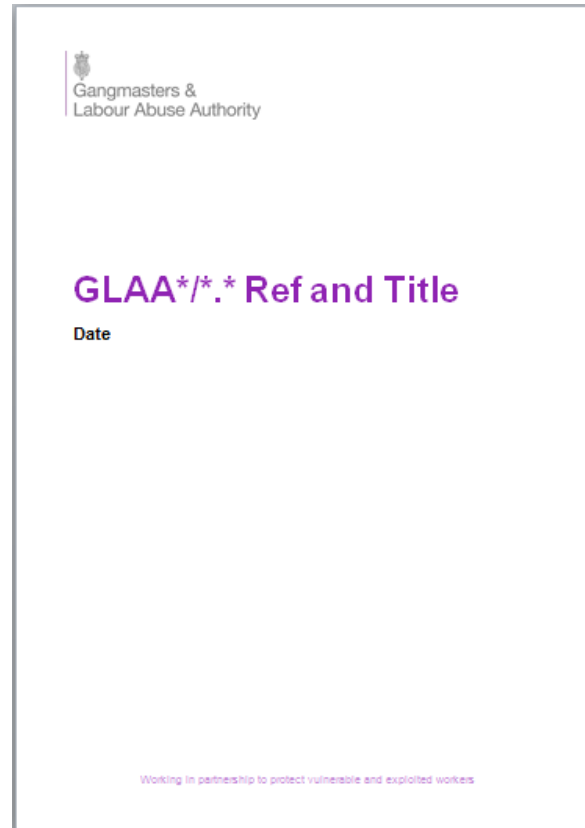 Gangmasters &
Labour Abuse Authority
GLAA*/*.* Ref and Title
Date
Working in partnership to protect vulnerable and exploited workers